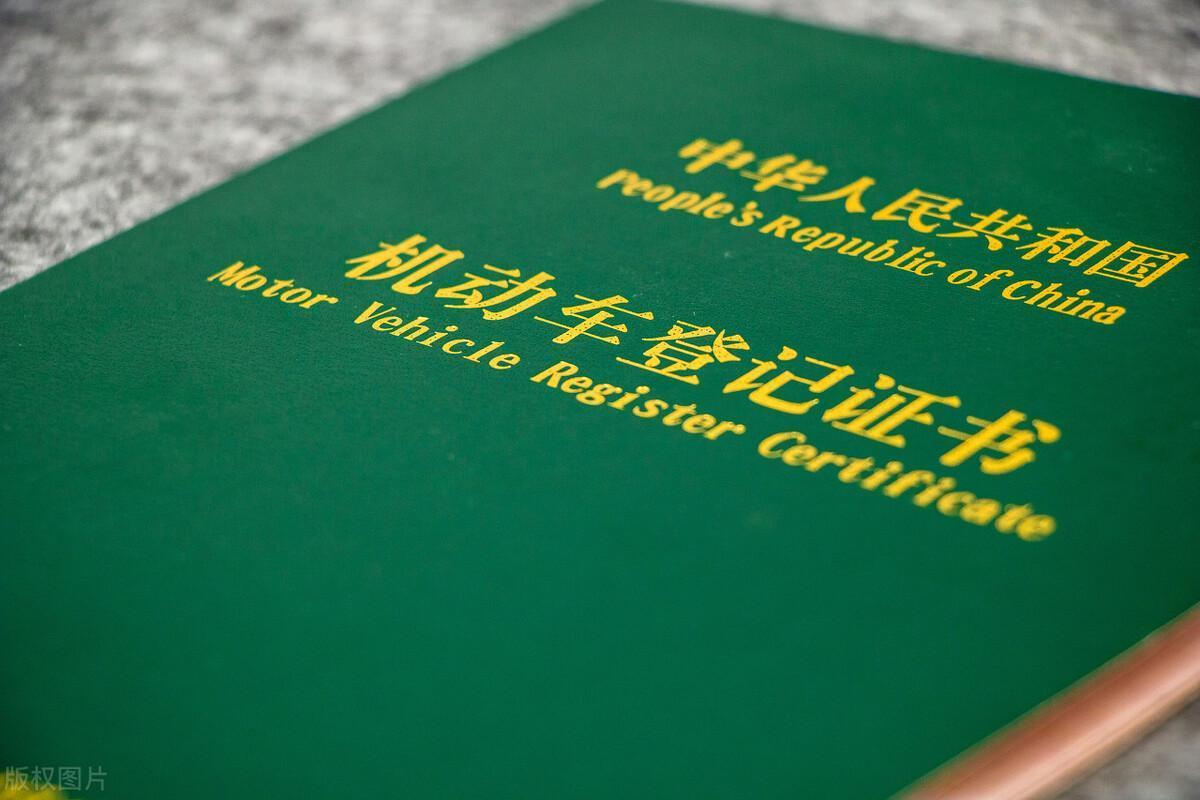 中华人民共和国
People's Republic of China
机动车登记证书
Motor Vehicle Register Certificate
版权图片